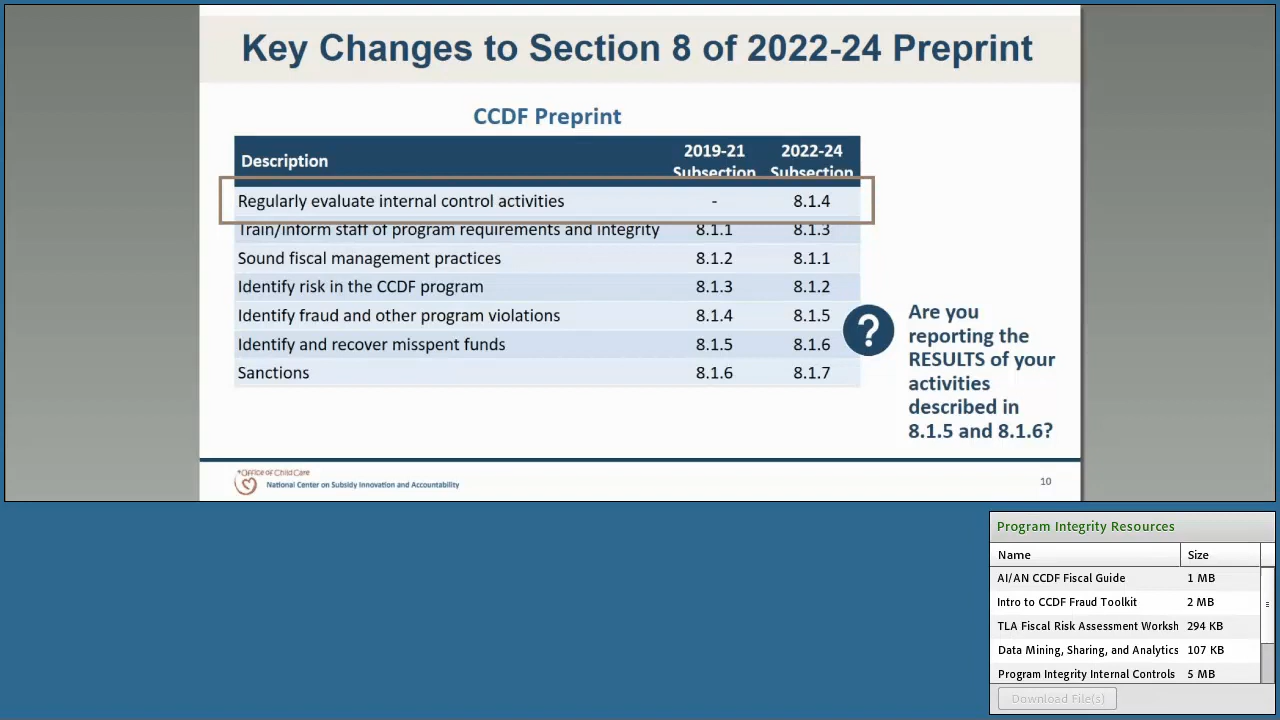 Key Changes to Section 8 of 2022-24 Preprint
CCDF Preprint
Description 2019-21 Subsection 2022-24 Subsection
Regularly evaluate internal control activities - 8.1.4
Train/inform staff of program requirements and integrity 8.1.1 8.1.3
Sound fiscal management practices 8.1.2 8.1.1
Identify risk in the CCDF program 8.1.3 8.1.2
Identify fraud and other program violations 8.1.4 8.1.5
Identify and recover misspent funds 8.1.5 8.1.6
Sanctions 8.1.6 8.1.7
?
Are you
reporting the
RESULTS of your
activities
described in
8.1.5 and 8.1.6?
Office of Child Care
National Center on Subsidy Innovation and Accountability
10
Program Integrity Resources
Name Size
AI/AN CCDF Fiscal Guide 1 MB
Intro to CCDF Fraud Toolkit 2 MB
TLA Fiscal Risk Assessment Worksh 294 KB
Data Mining, Sharing, and Analytics 107 KB
Program Integrity Internal Controls 5 MB
Download File(s)